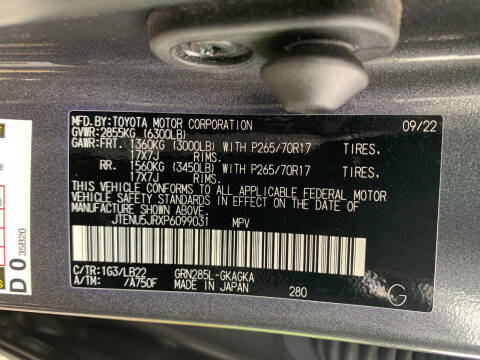 MFD.BY:TOYOTA MOTOR CORPORATION 09/22
GVWR:2855KG (6300LB)
GAWR:FRT. 1360KG (3000LB) WITH P265/70R17 TIRES,
17X7J RIMS.
RR. 1560KG (3450LB) WITH P265/70R17 TIRES,
17X7J RIMS.
THIS VEHICLE CONFORMS TO ALL APPLICABLE FEDERAL MOTOR
VEHICLE SAFETY STANDARDS IN EFFECT ON THE DATE OF
MANUFACTURE SHOWN ABOVE.
JTENU5JRXP6099031 MPV
C/TR:1G3/LB22 GRN285L-GKAGKA
A/TM: /A750F MADE IN JAPAN 280 G
D 0 35B20